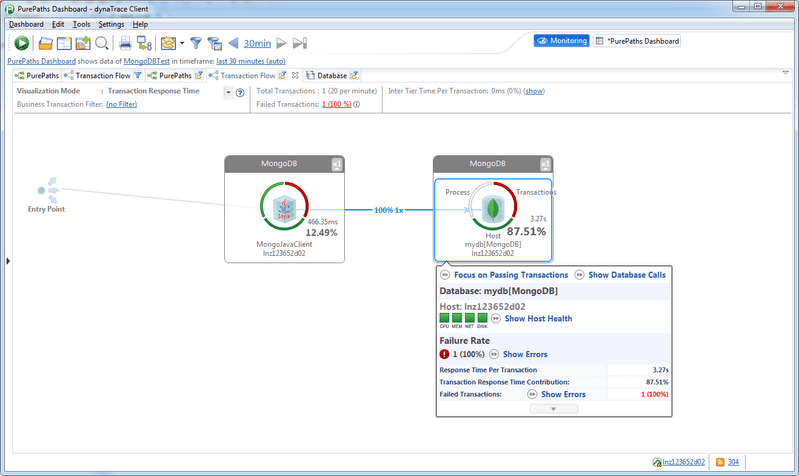 PurePaths Dashboard - dynaTrace Client
Dashboard Edit Tools Settings Help
30min
Monitoring *PurePaths Dashboard
PurePaths Dashboard shows data of MongoDBTest in timeframe: last 30 minutes (auto)
PurePaths Transaction Flow PurePaths Transaction Flow Database
Visualization Mode : Transaction Response Time
Business Transaction Filter: (no Filter)
Total Transactions : 1 (20 per minute)
Failed Transactions: 1 (100 %)
Inter Tier Time Per Transaction: 0ms (0%) (show)
Entry Point
MongoDB x1
Java
466.35ms
12.49%
MongoJavaClient
lnz123652d02
100% 1x
MongoDB x1
Process Transactions
3.27s
Host 87.51%
mydb[MongoDB]
lnz123652d02
Focus on Passing Transactions Show Database Calls
Database: mydb[MongoDB]
Host: lnz123652d02
CPU MEM NET DISK Show Host Health
Failure Rate
1 (100%) Show Errors
Response Time Per Transaction 3.27s
Transaction Response Time Contribution: 87.51%
Failed Transactions: Show Errors 1 (100%)
lnz123652d02 304